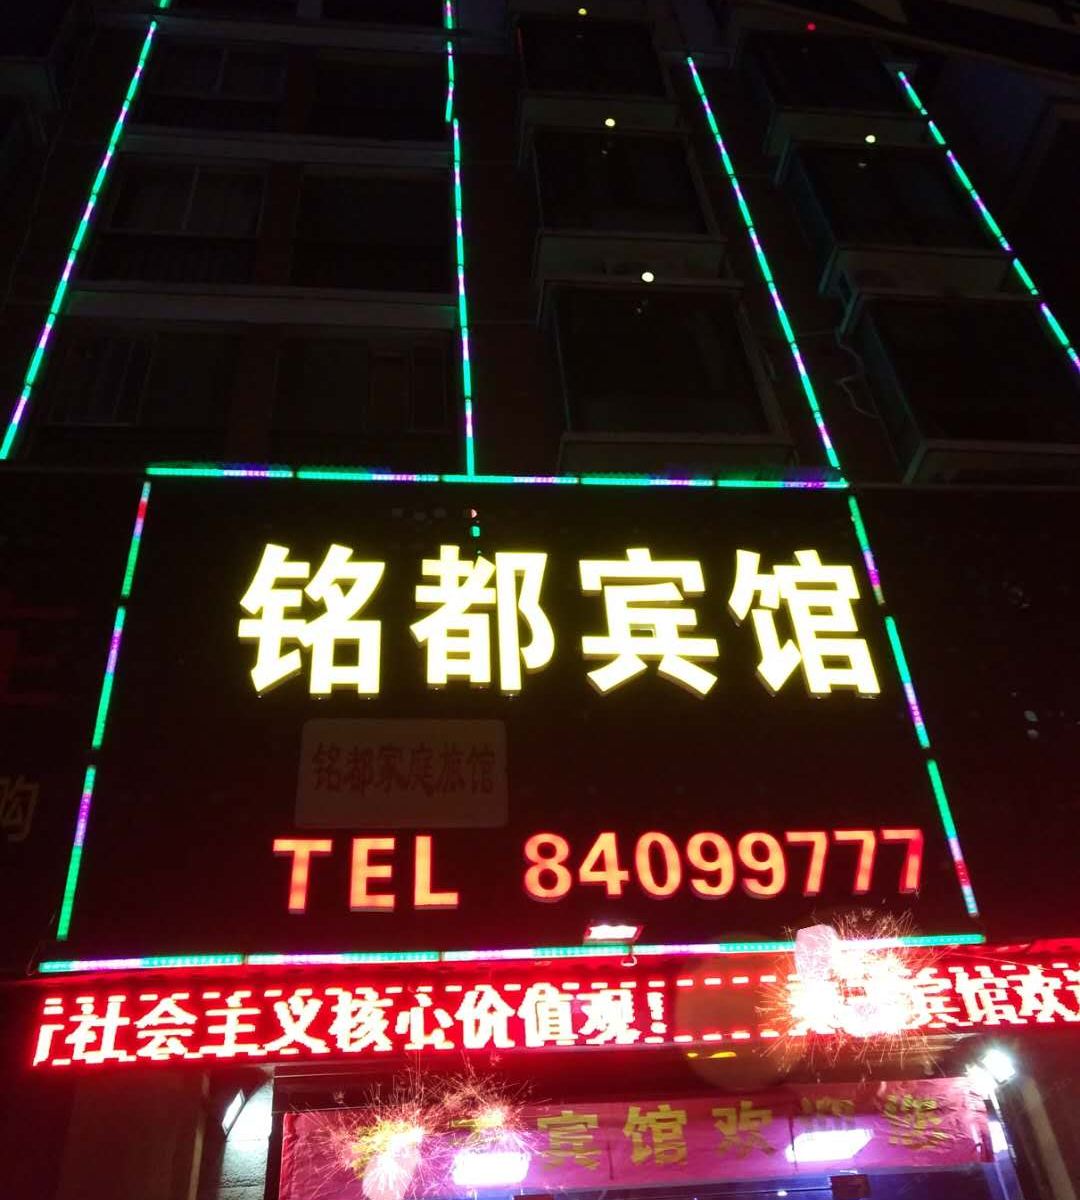 铭都宾馆
铭都家庭旅馆
TEL 84099777
社会主义核心价值观! 宾馆欢
宾馆欢迎您
购